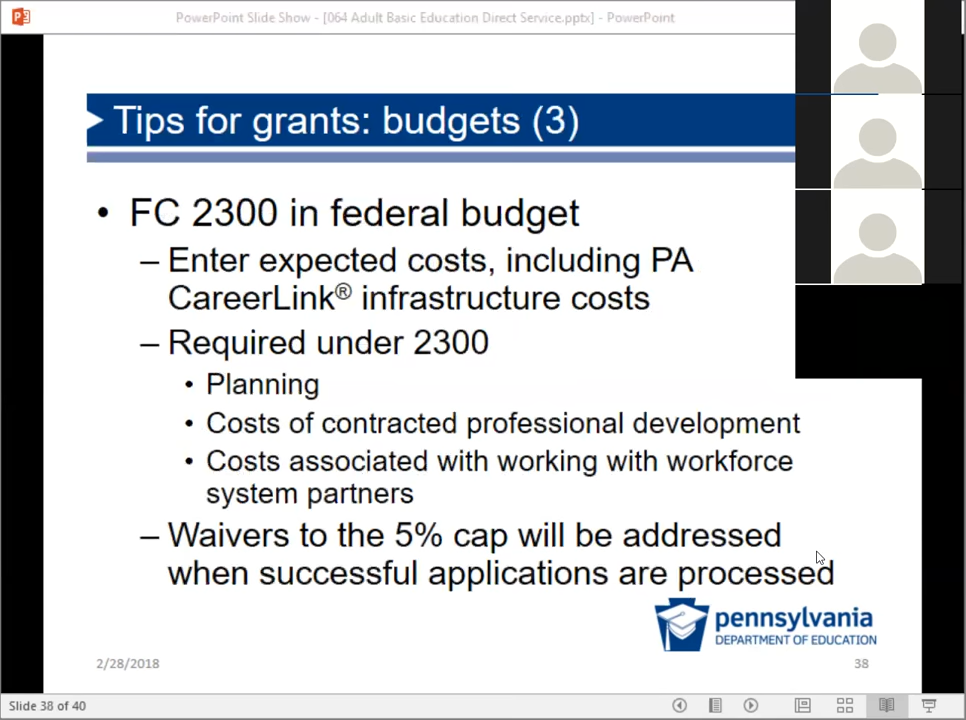 PowerPoint Slide Show - [064 Adult Basic Education Direct Service.pptx] - PowerPoint
Tips for grants: budgets (3)
• FC 2300 in federal budget
– Enter expected costs, including PA
CareerLink® infrastructure costs
– Required under 2300
• Planning
• Costs of contracted professional development
• Costs associated with working with workforce
system partners
– Waivers to the 5% cap will be addressed
when successful applications are processed
pennsylvania
DEPARTMENT OF EDUCATION
2/28/2018
38
Slide 38 of 40